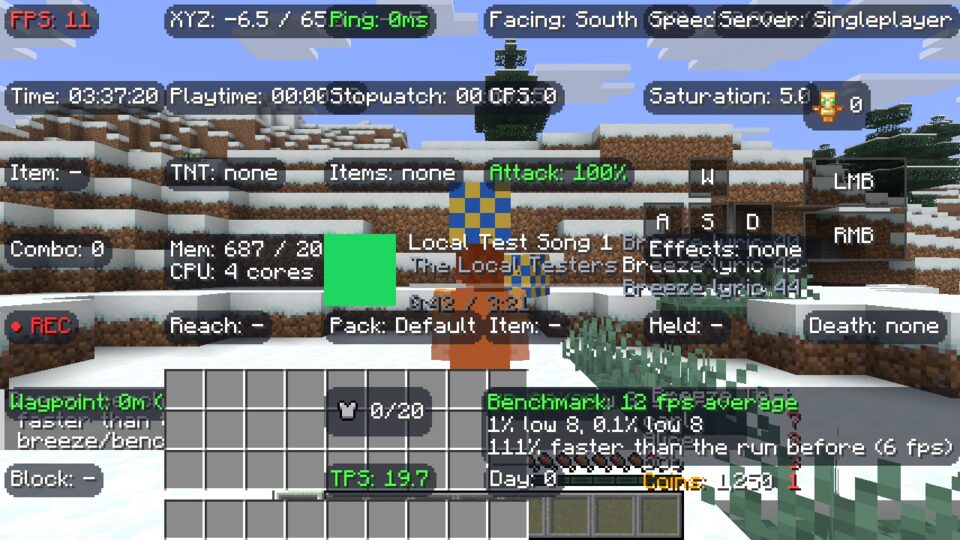 FPS: 11
XYZ: -6.5 / 65
Ping: 0ms
Facing: South
Speed
Server: Singleplayer
Time: 03:37:20
Playtime: 00:00
Stopwatch: 00
CPS: 0
Saturation: 5.0
0
Item: -
TNT: none
Items: none
Attack: 100%
W
LMB
A S D
RMB
Combo: 0
Mem: 687 / 20
CPU: 4 cores
Local Test Song 1
The Local Testers
0:42 / 3:21
Effects: none
Breeze lyric 42
Breeze lyric 44
REC
Reach: -
Pack: Default
Item: -
Held: -
Death: none
Waypoint: 0m
faster than
breeze/benc
0/20
Benchmark: 12 fps average
1% low 8, 0.1% low 8
111% faster than the run before (6 fps)
Block: -
TPS: 19.7
Day: 0
Coins: 1,250 1